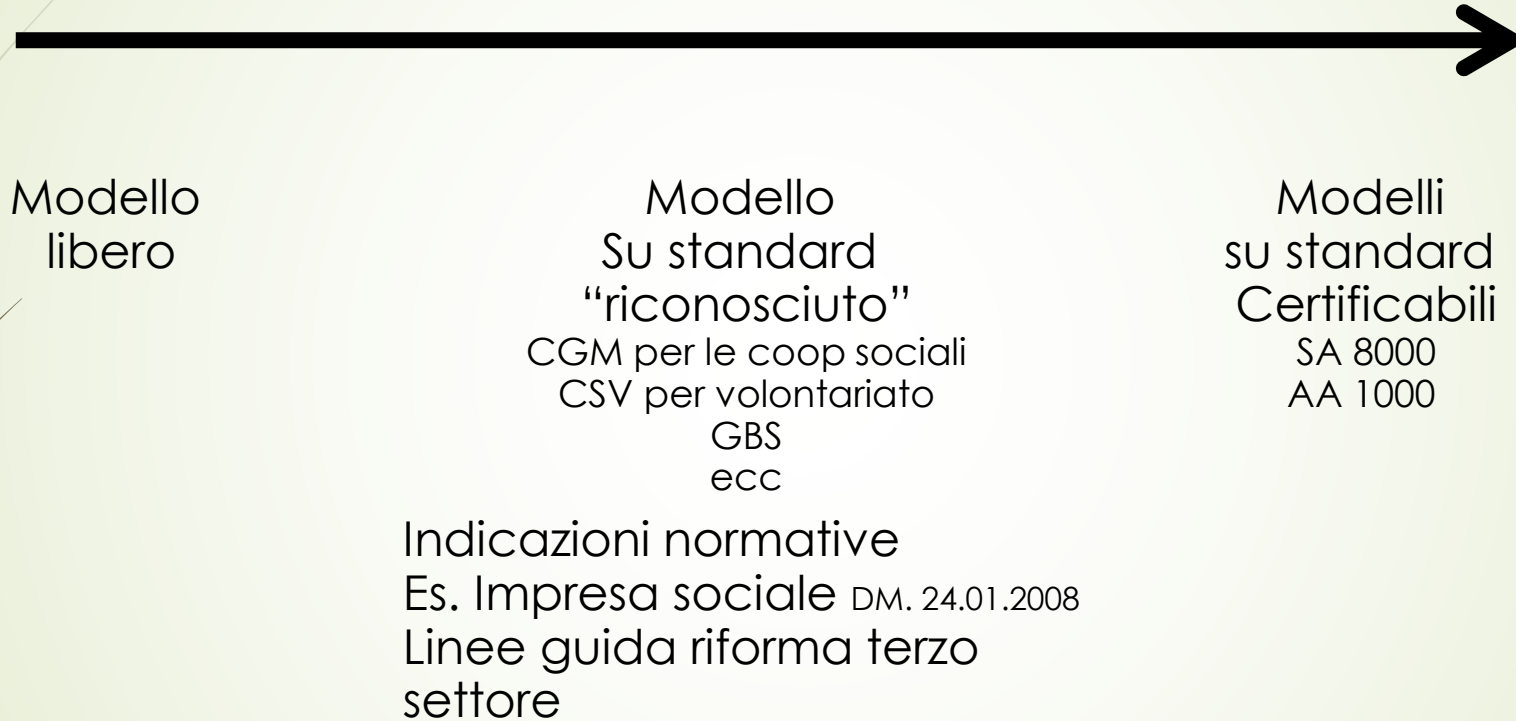 Modello
libero
Modello
Su standard
“riconosciuto”
CGM per le coop sociali
CSV per volontariato
GBS
ecc
Indicazioni normative
Es. Impresa sociale DM. 24.01.2008
Linee guida riforma terzo
settore
Modelli
su standard
Certificabili
SA 8000
AA 1000